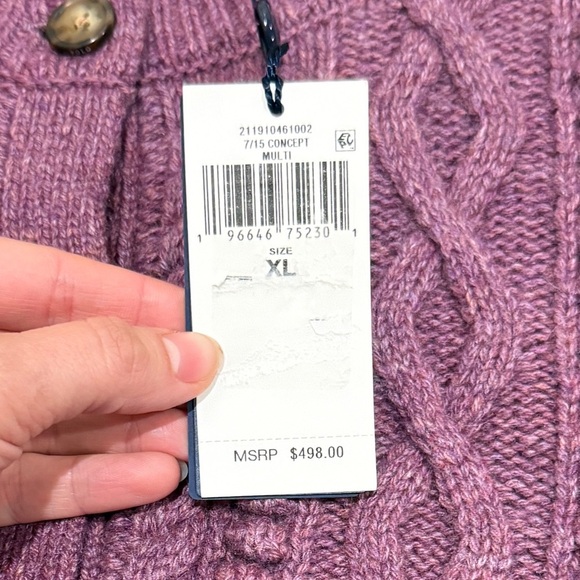 211910461002
7/15 CONCEPT
MULTI
1 96646 75230 1
SIZE
XL
MSRP $498.00